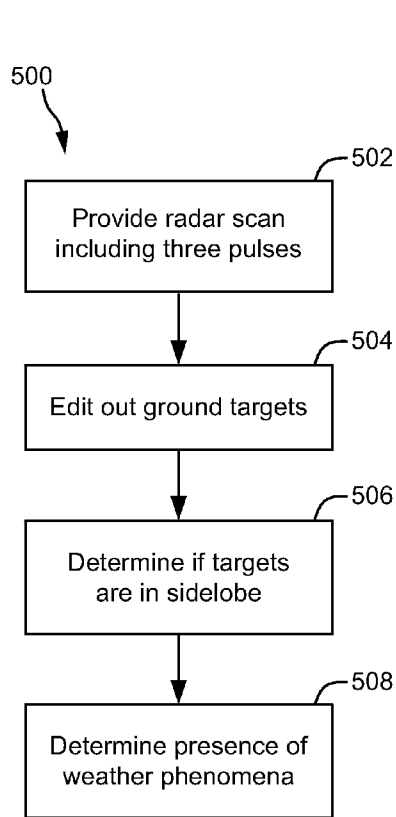 500
502
Provide radar scan
including three pulses
504
Edit out ground targets
506
Determine if targets
are in sidelobe
508
Determine presence of
weather phenomena